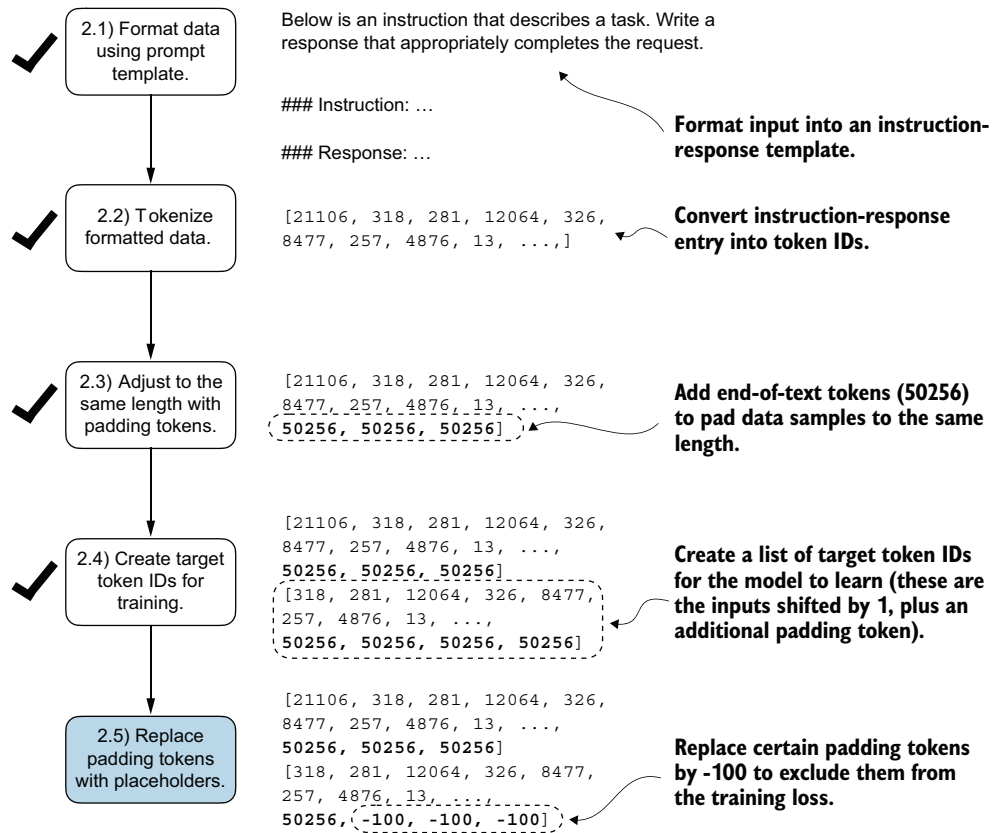 2.1) Format data
using prompt
template.
Below is an instruction that describes a task. Write a
response that appropriately completes the request.
### Instruction: …
### Response: …
Format input into an instruction-
response template.
2.2) Tokenize
formatted data.
[21106, 318, 281, 12064, 326,
8477, 257, 4876, 13, ...,]
Convert instruction-response
entry into token IDs.
2.3) Adjust to the
same length with
padding tokens.
[21106, 318, 281, 12064, 326,
8477, 257, 4876, 13, ...,
50256, 50256, 50256]
Add end-of-text tokens (50256)
to pad data samples to the same
length.
2.4) Create target
token IDs for
training.
[21106, 318, 281, 12064, 326,
8477, 257, 4876, 13, ...,
50256, 50256, 50256]
[318, 281, 12064, 326, 8477,
257, 4876, 13, ...,
50256, 50256, 50256, 50256]
Create a list of target token IDs
for the model to learn (these are
the inputs shifted by 1, plus an
additional padding token).
2.5) Replace
padding tokens
with placeholders.
[21106, 318, 281, 12064, 326,
8477, 257, 4876, 13, ...,
50256, 50256, 50256]
[318, 281, 12064, 326, 8477,
257, 4876, 13, ...,
50256, -100, -100, -100]
Replace certain padding tokens
by -100 to exclude them from
the training loss.